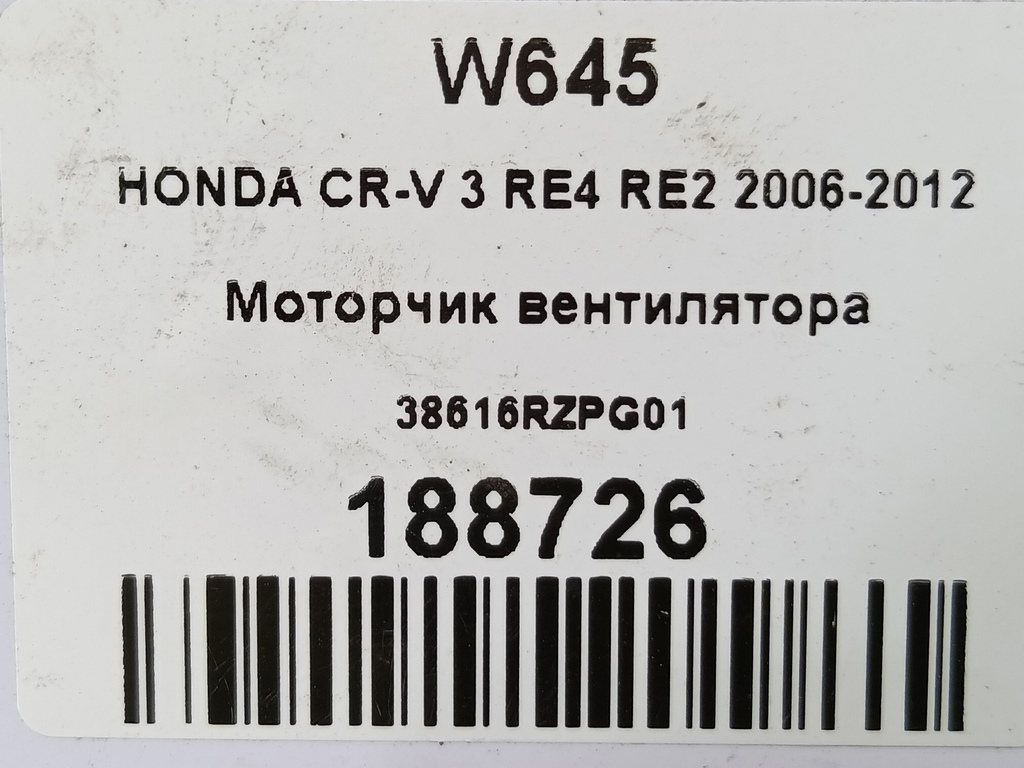 W645
HONDA CR-V 3 RE4 RE2 2006-2012
Моторчик вентилятора
38616RZPG01
188726